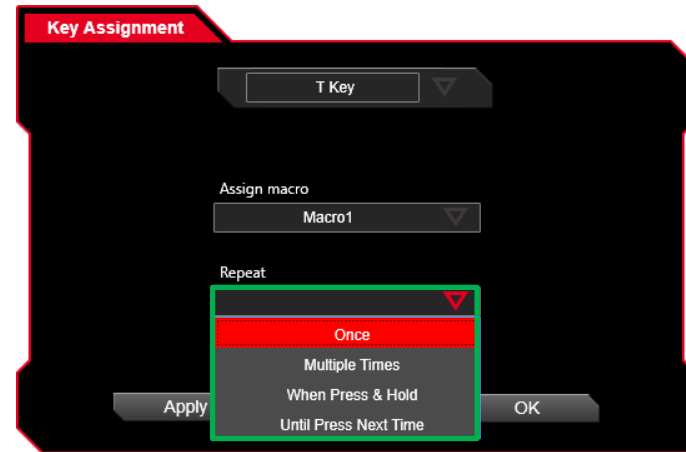 Key Assignment
T Key
Assign macro
Macro1
Repeat
Once
Multiple Times
When Press & Hold
Until Press Next Time
Apply
OK